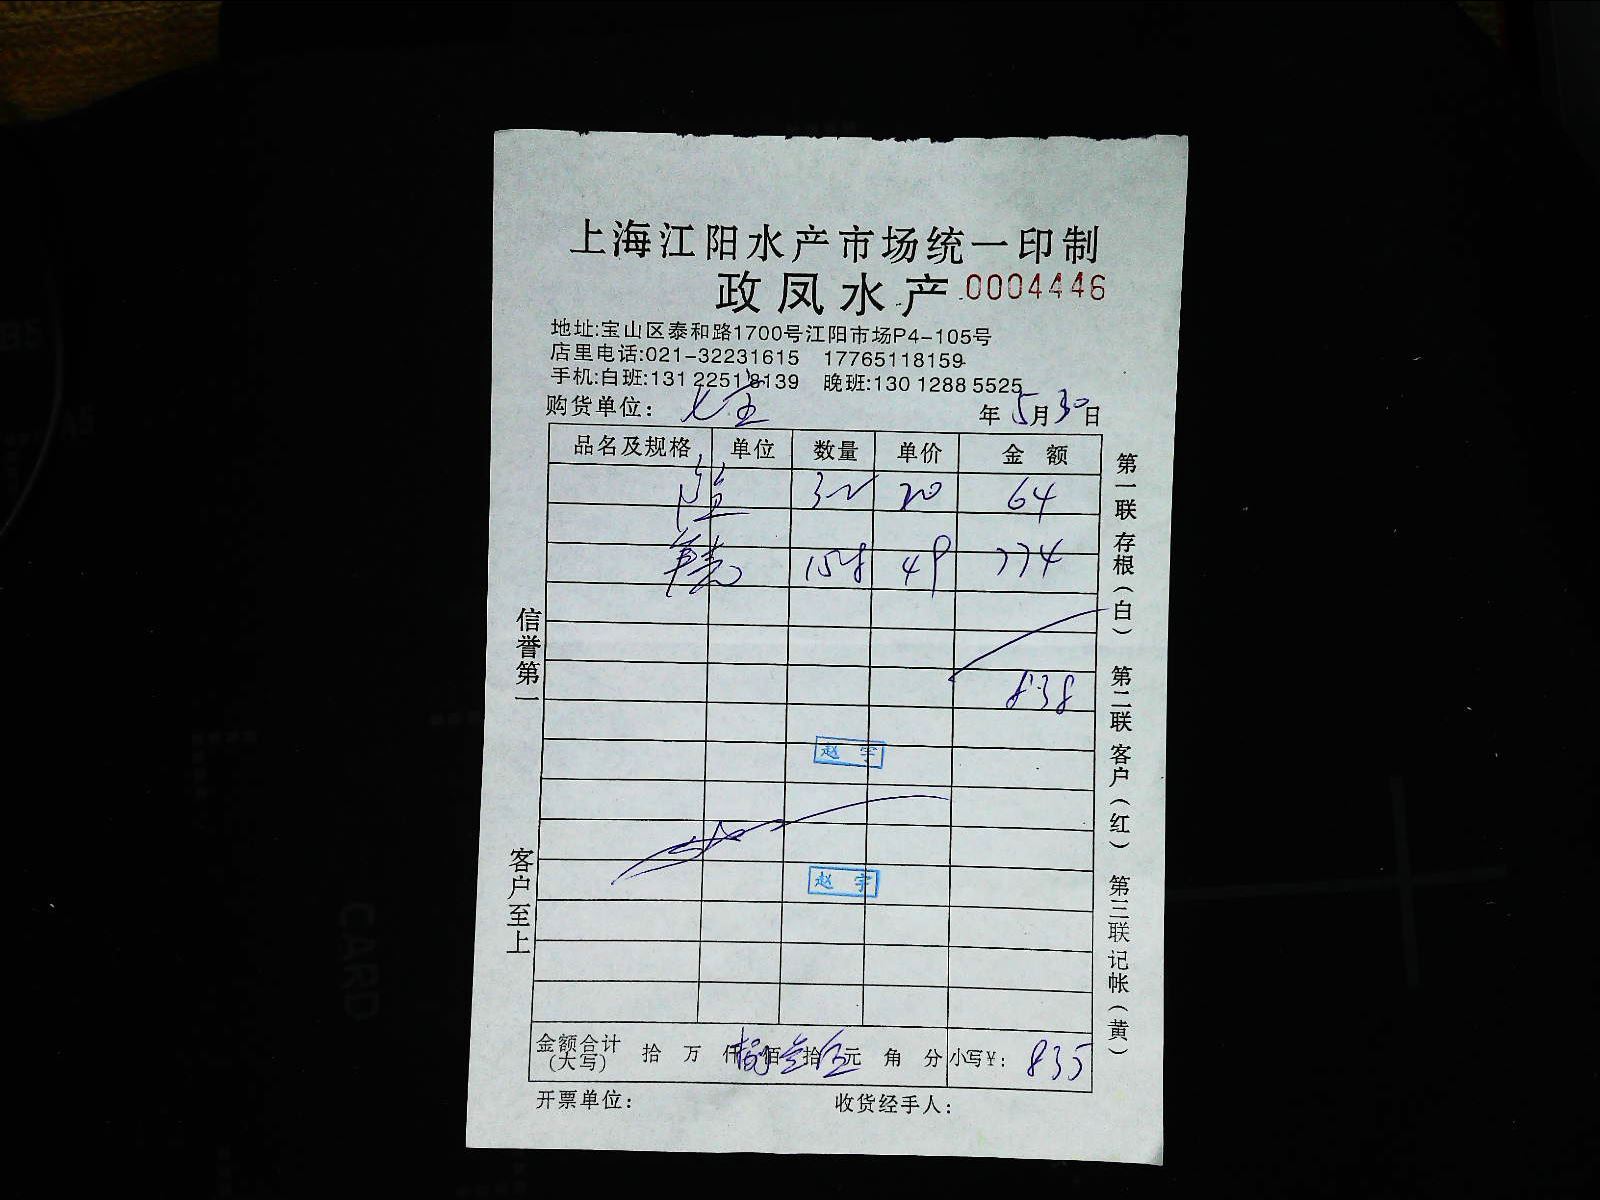 上海江阳水产市场统一印制
政凤水产 0004446
地址:宝山区泰和路1700号江阳市场P4-105号
店里电话:021-32231615 17765118159
手机:白班:131 2251 8139 晚班:130 1288 5525
购货单位: 七宝 年 5月30日
品名及规格 单位 数量 单价 金额
32 20 64
158 49 774
838
赵宇
赵宇
金额合计 拾 万 仟 捌佰 叁拾 伍元 角 分 小写¥: 835
(大写)
开票单位: 收货经手人:
信誉第一
客户至上
第一联 存根(白) 第二联 客户(红) 第三联 记帐(黄)